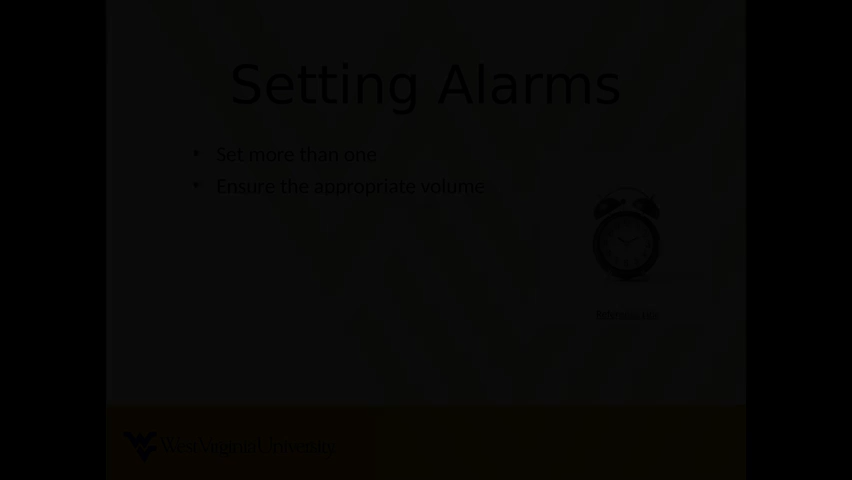 Setting Alarms
• Set more than one
• Ensure the appropriate volume
West Virginia University